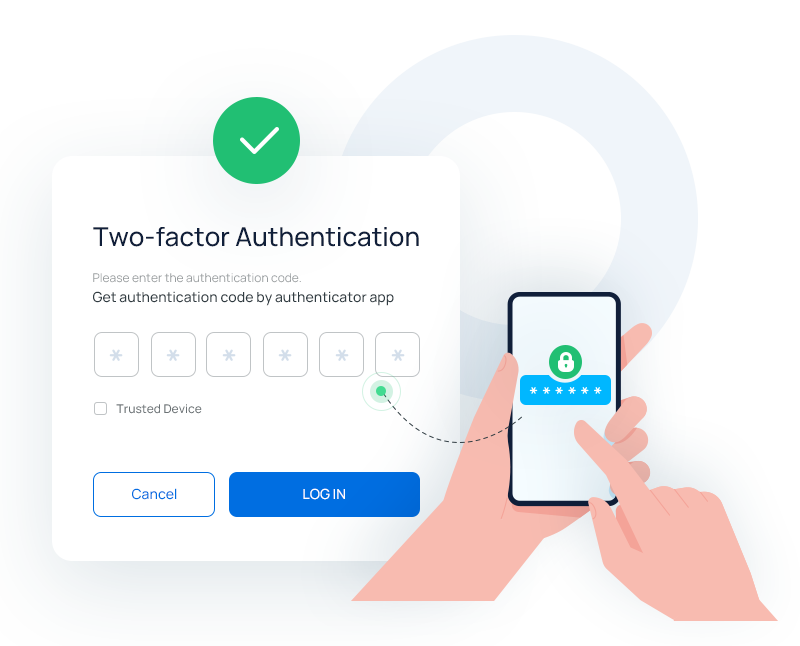 Two-factor Authentication
Please enter the authentication code.
Get authentication code by authenticator app
* * * * * *
Trusted Device
* * * * * *
Cancel
LOG IN